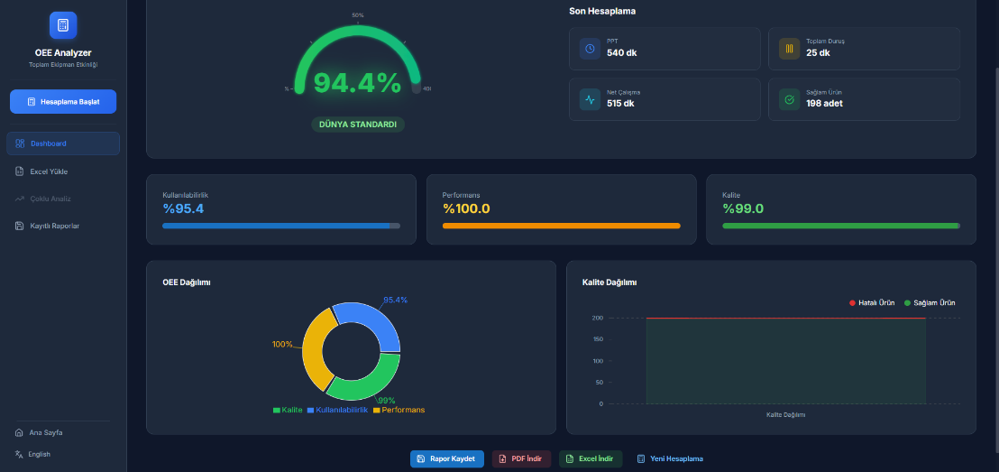 OEE Analyzer
Toplam Ekipman Etkinliği
Hesaplama Başlat
Dashboard
Excel Yükle
Çoklu Analiz
Kayıtlı Raporlar
Ana Sayfa
English
50%
%
94.4%
DÜNYA STANDARDI
Son Hesaplama
PPT
540 dk
Toplam Duruş
25 dk
Net Çalışma
515 dk
Sağlam Ürün
198 adet
Kullanılabilirlik
%95.4
Performans
%100.0
Kalite
%99.0
OEE Dağılımı
95.4%
100%
99%
Kalite Kullanılabilirlik Performans
Kalite Dağılımı
Hatalı Ürün Sağlam Ürün
200
150
100
50
0
Kalite Dağılımı
Rapor Kaydet PDF İndir Excel İndir Yeni Hesaplama